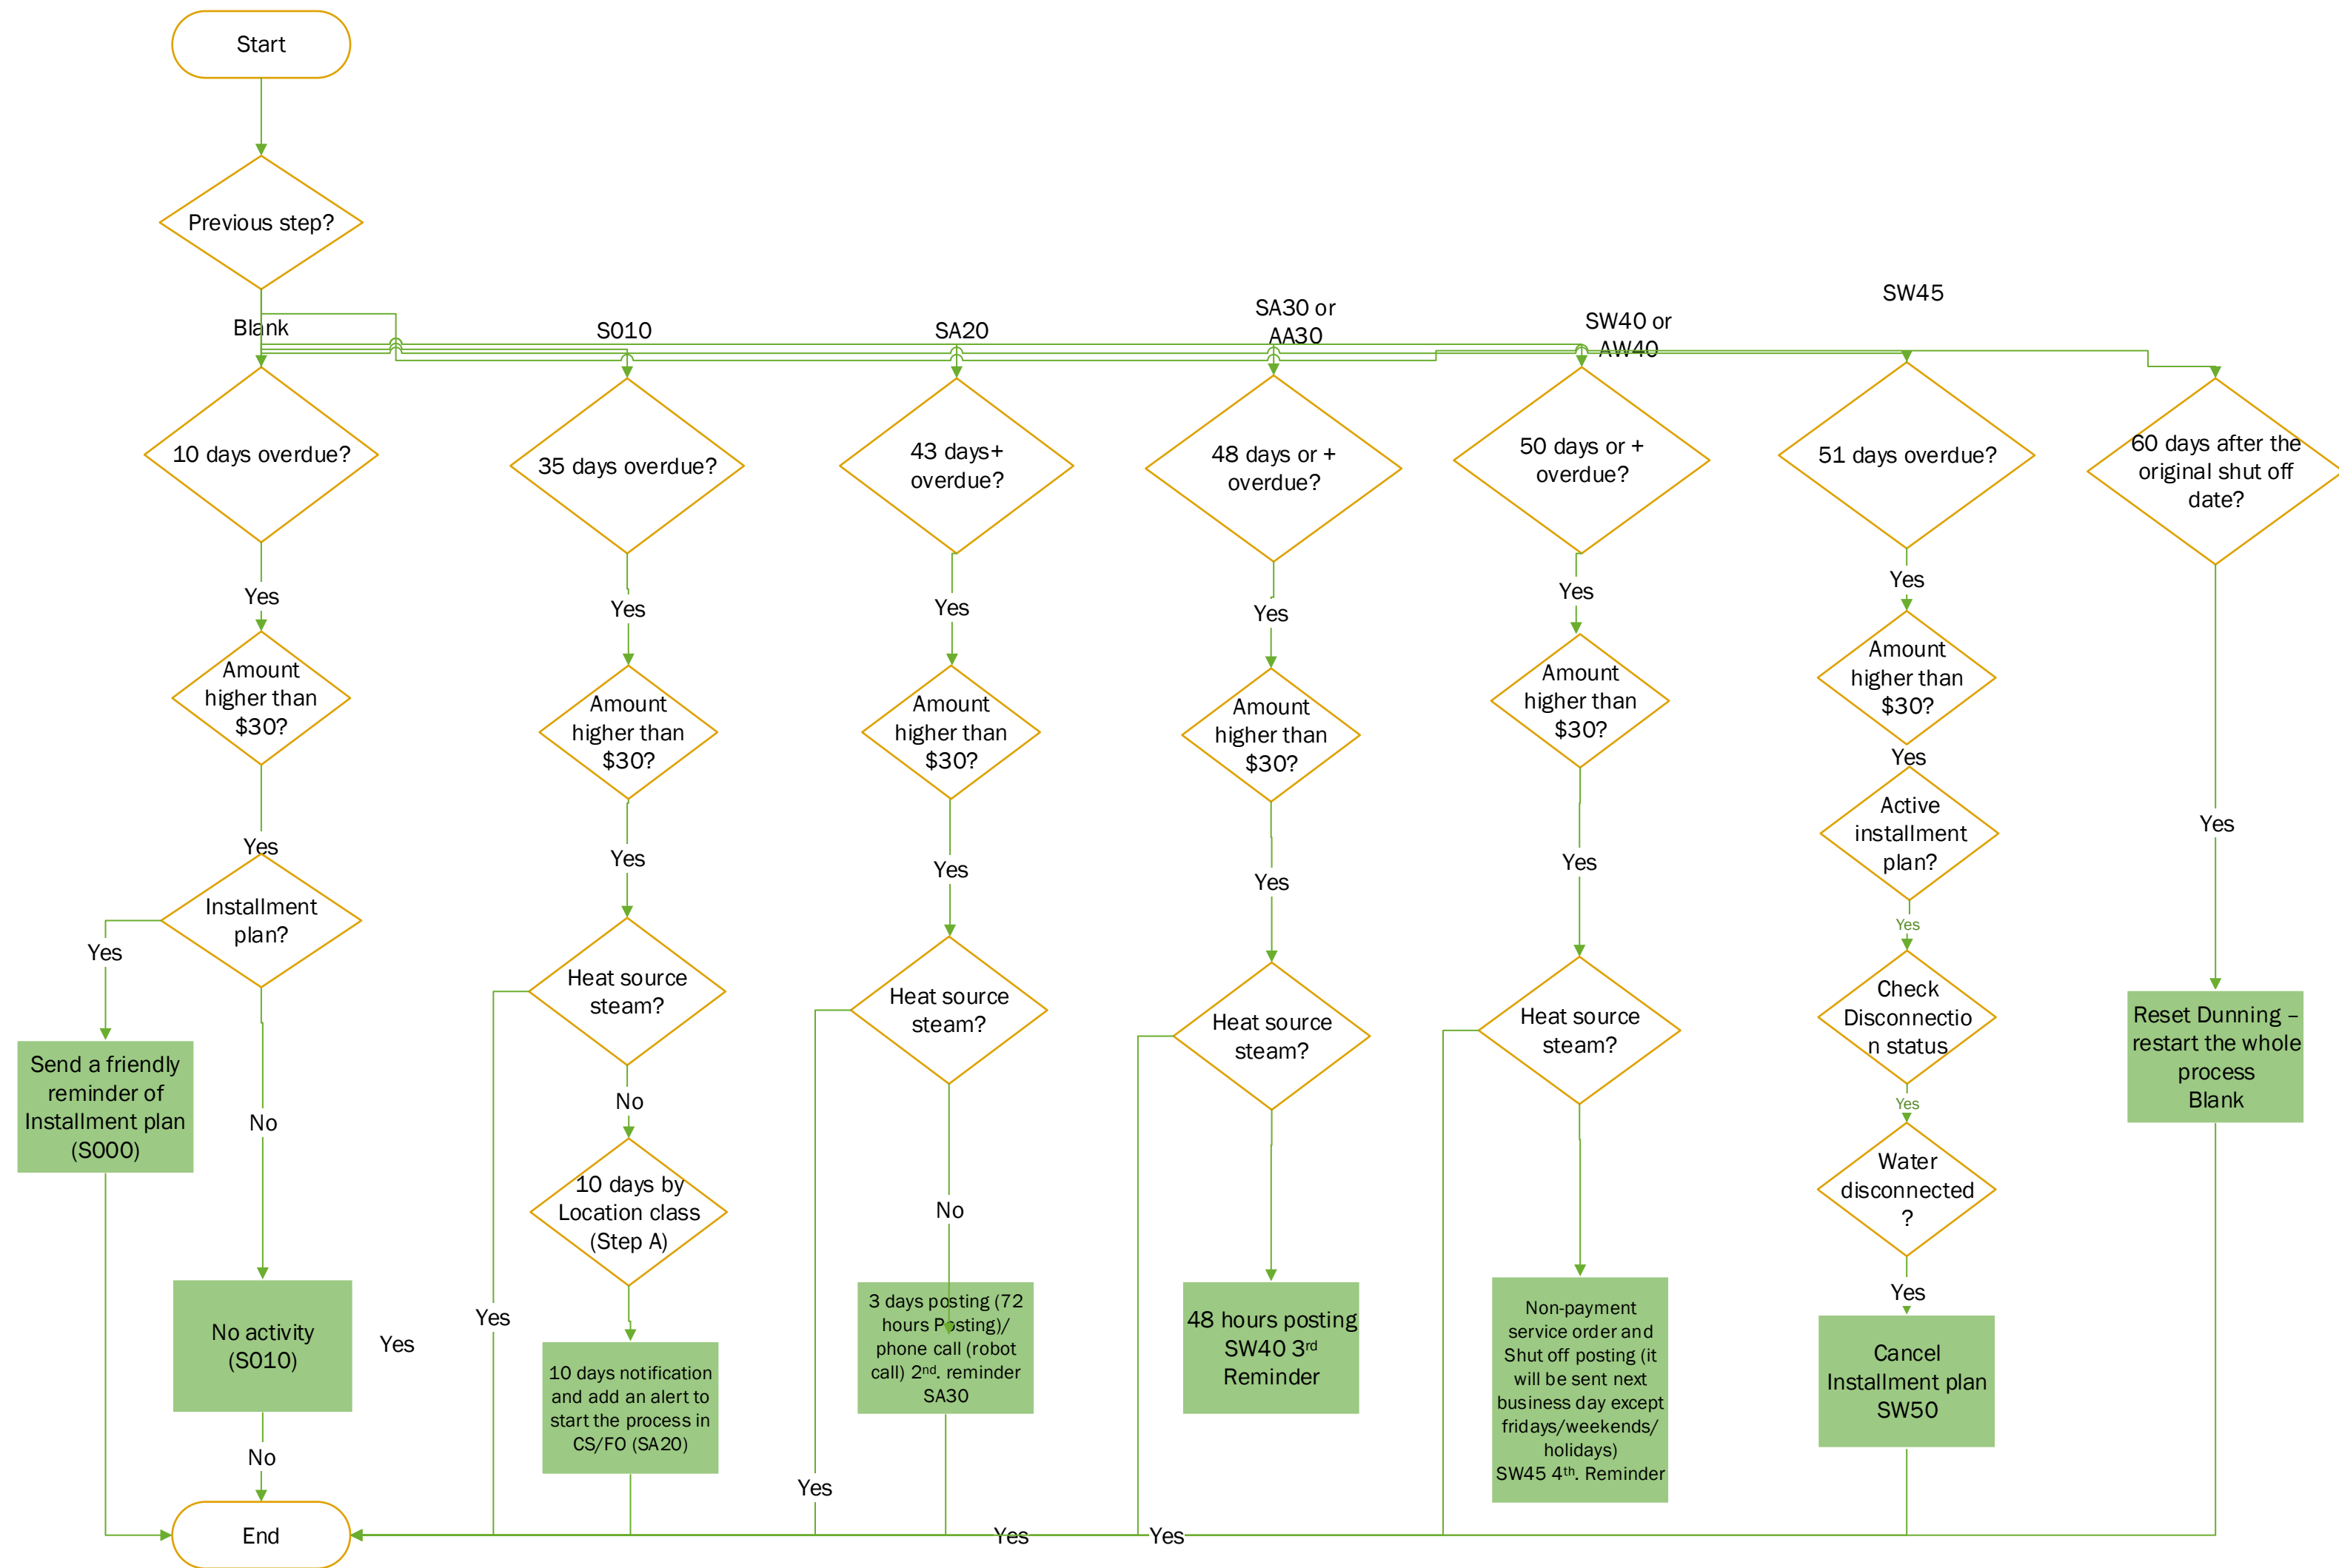 Start
Previous step?
Blank
S010
SA20
SA30 or
AA30
SW40 or
AW40
SW45
10 days overdue?
35 days overdue?
43 days+
overdue?
48 days or +
overdue?
50 days or +
overdue?
51 days overdue?
60 days after the
original shut off
date?
Yes
Yes
Yes
Yes
Yes
Yes
Yes
Amount
higher than
$30?
Amount
higher than
$30?
Amount
higher than
$30?
Amount
higher than
$30?
Amount
higher than
$30?
Amount
higher than
$30?
Yes
Yes
Yes
Yes
Yes
Yes
Installment
plan?
Heat source
steam?
Heat source
steam?
Heat source
steam?
Heat source
steam?
Active
installment
plan?
Yes
Check
Disconnectio
n status
Yes
Water
disconnected
?
Yes
Yes
No
No
No
Send a friendly
reminder of
Installment plan
(S000)
No activity
(S010)
Yes
No
10 days by
Location class
(Step A)
Yes
10 days notification
and add an alert to
start the process in
CS/FO (SA20)
3 days posting (72
hours Posting)/
phone call (robot
call) 2nd. reminder
SA30
Yes
48 hours posting
SW40 3rd
Reminder
Non-payment
service order and
Shut off posting (it
will be sent next
business day except
fridays/weekends/
holidays)
SW45 4th. Reminder
Cancel
Installment plan
SW50
Reset Dunning –
restart the whole
process
Blank
End
Yes
Yes